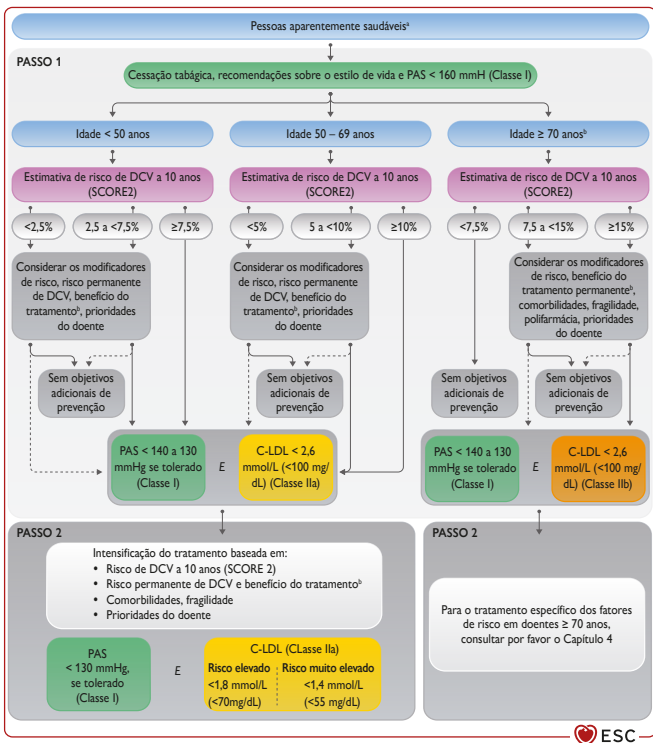 Pessoas aparentemente saudáveisᵃ
PASSO 1
Cessação tabágica, recomendações sobre o estilo de vida e PAS < 160 mmH (Classe I)
Idade < 50 anos
Idade 50 – 69 anos
Idade ≥ 70 anosᵇ
Estimativa de risco de DCV a 10 anos
(SCORE2)
Estimativa de risco de DCV a 10 anos
(SCORE2)
Estimativa de risco de DCV a 10 anos
(SCORE2)
<2,5%
2,5 a <7,5%
≥7,5%
<5%
5 a <10%
≥10%
<7,5%
7,5 a <15%
≥15%
Considerar os modificadores
de risco, risco permanente
de DCV, benefício do
tratamentoᵇ, prioridades
do doente
Considerar os modificadores
de risco, risco permanente
de DCV, benefício do
tratamentoᵇ, prioridades
do doente
Considerar os modificadores
de risco, benefício do
tratamento permanenteᵇ,
comorbilidades, fragilidade,
polifarmácia, prioridades
do doente
Sem objetivos
adicionais de
prevenção
Sem objetivos
adicionais de
prevenção
Sem objetivos
adicionais de
prevenção
PAS < 140 a 130
mmHg se tolerado
(Classe I)
E
C-LDL < 2,6
mmol/L (<100 mg/
dL) (Classe IIa)
PAS < 140 a 130
mmHg se tolerado
(Classe I)
E
C-LDL < 2,6
mmol/L (<100 mg/
dL) (Classe IIb)
PASSO 2
Intensificação do tratamento baseada em:
• Risco de DCV a 10 anos (SCORE 2)
• Risco permanente de DCV e benefício do tratamentoᵇ
• Comorbilidades, fragilidade
• Prioridades do doente
PAS
< 130 mmHg,
se tolerado
(Classe I)
E
C-LDL (CLasse IIa)
Risco elevado
<1,8 mmol/L
(<70mg/dL)
Risco muito elevado
<1,4 mmol/L
(<55 mg/dL)
PASSO 2
Para o tratamento específico dos fatores
de risco em doentes ≥ 70 anos,
consultar por favor o Capítulo 4
ESC